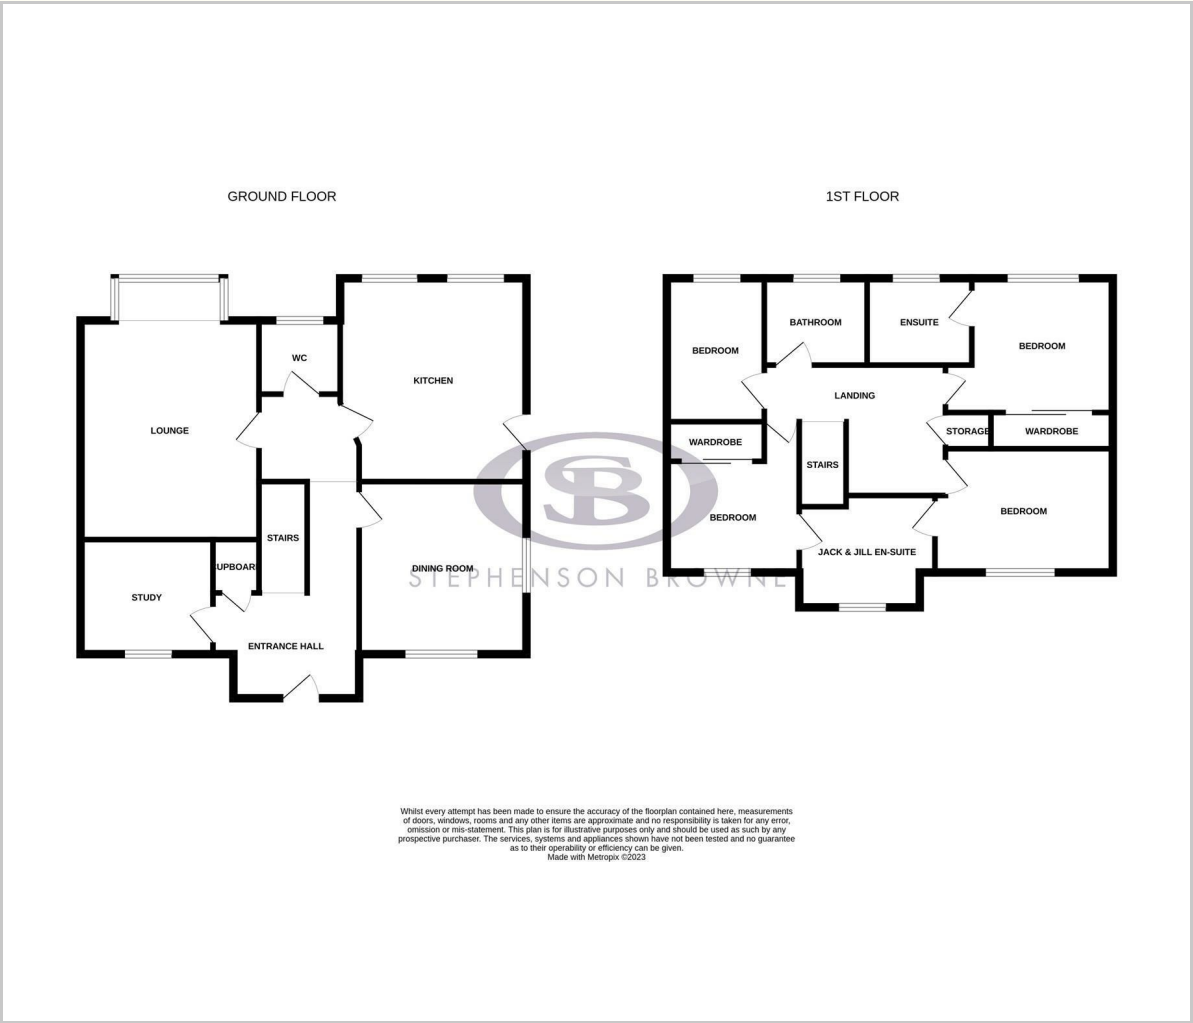 GROUND FLOOR
1ST FLOOR
WC
KITCHEN
LOUNGE
STAIRS
CUPBOARD
STUDY
DINING ROOM
ENTRANCE HALL
BATHROOM
ENSUITE
BEDROOM
BEDROOM
LANDING
WARDROBE
STORAGE
WARDROBE
STAIRS
BEDROOM
BEDROOM
JACK & JILL EN-SUITE
SB
STEPHENSON BROWNE
Whilst every attempt has been made to ensure the accuracy of the floorplan contained here, measurements
of doors, windows, rooms and any other items are approximate and no responsibility is taken for any error,
omission or mis-statement. This plan is for illustrative purposes only and should be used as such by any
prospective purchaser. The services, systems and appliances shown have not been tested and no guarantee
as to their operability or efficiency can be given.
Made with Metropix ©2023